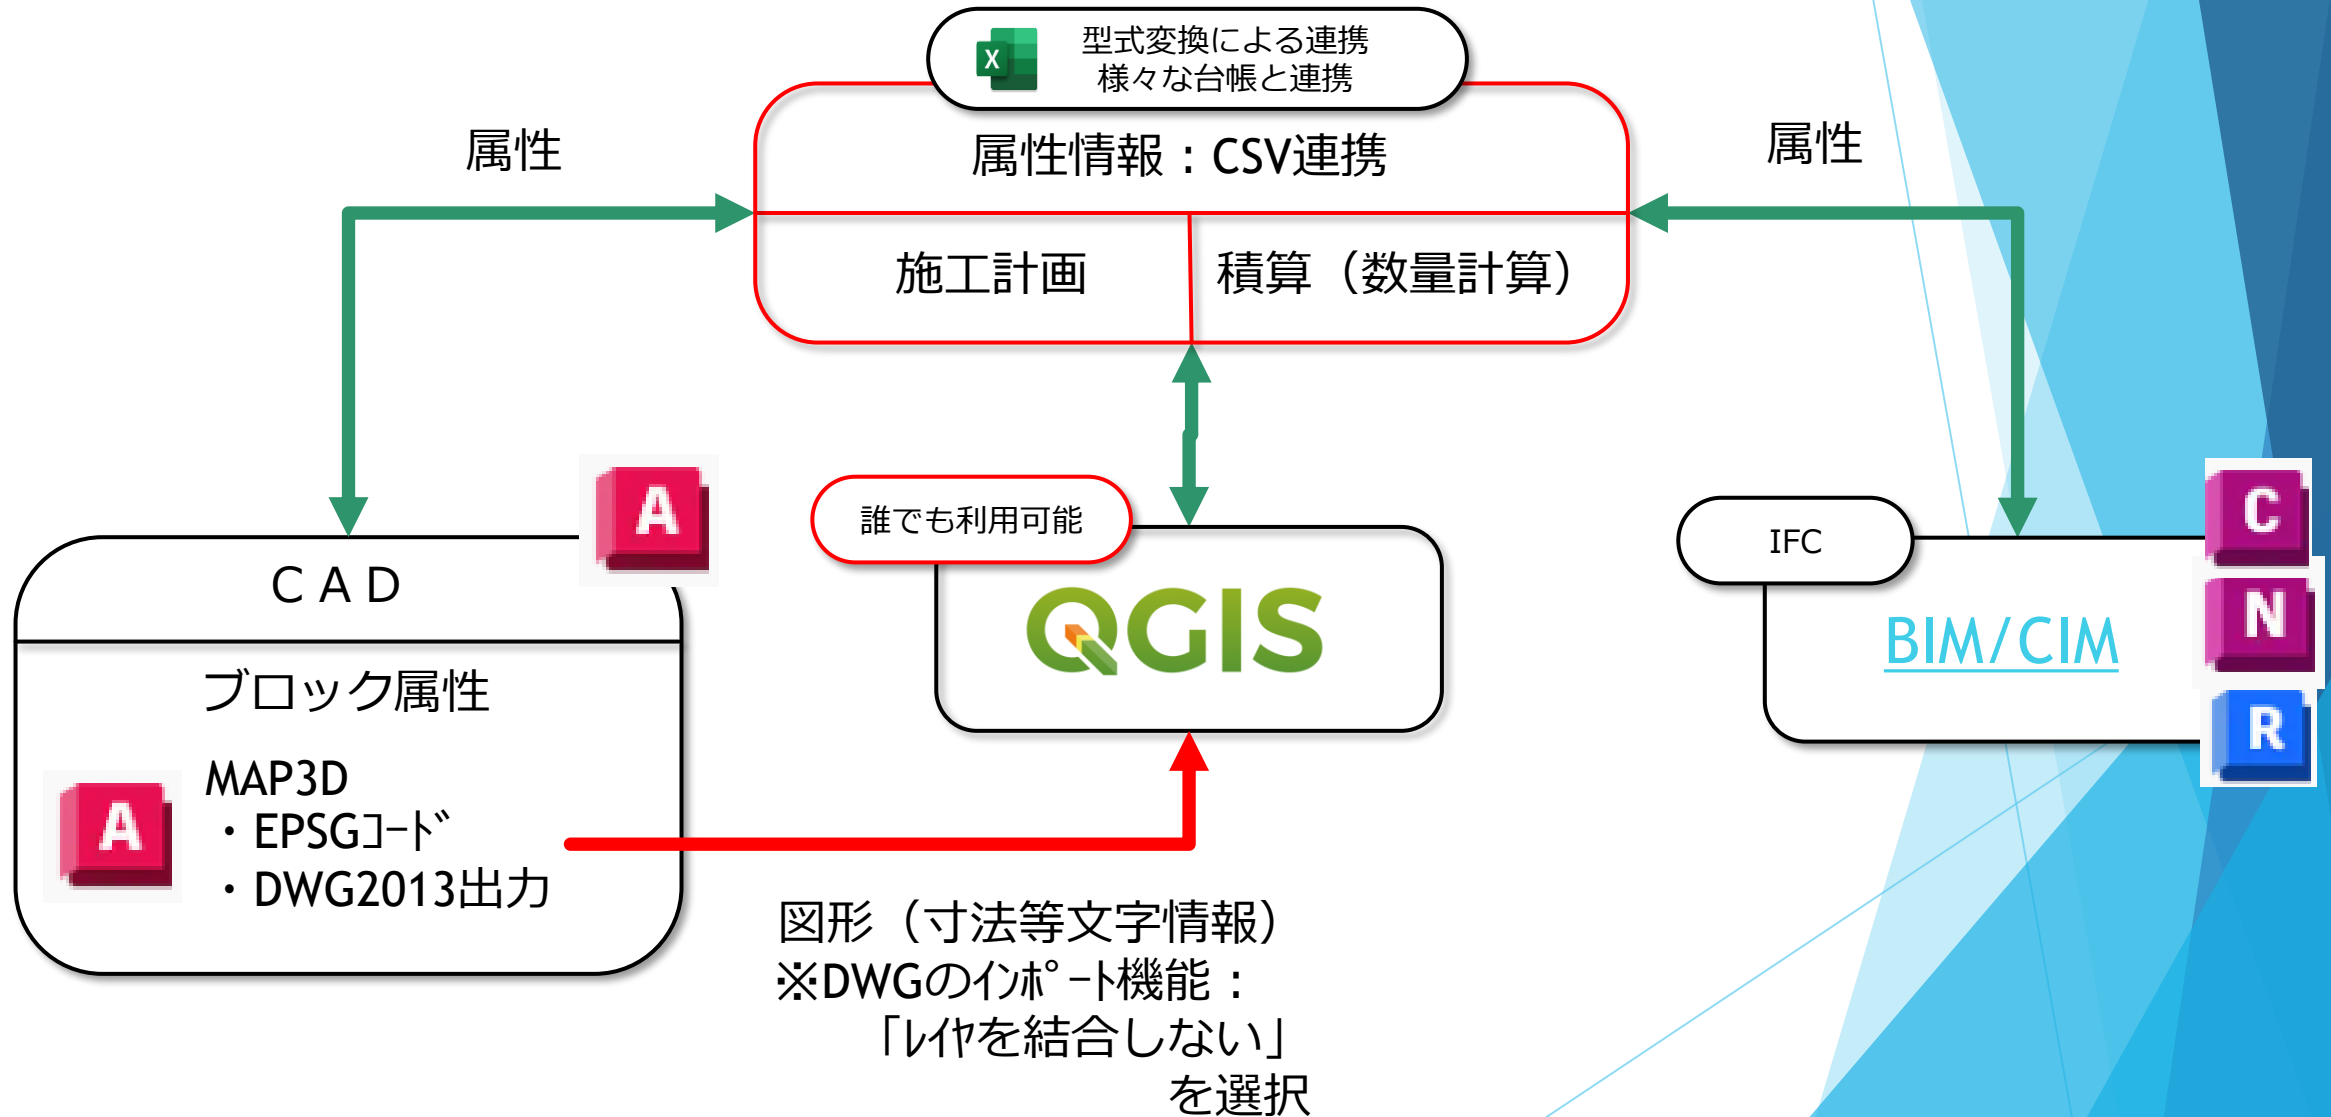 型式変換による連携
様々な台帳と連携
X
属性
属性情報：CSV連携
属性
施工計画
積算（数量計算）
A
ＣＡＤ
ブロック属性
A
MAP3D
・EPSGｺｰﾄﾞ
・DWG2013出力
誰でも利用可能
QGIS
IFC
BIM/CIM
C
N
R
図形（寸法等文字情報）
※DWGのｲﾝﾎﾟｰﾄ機能：
「ﾚｲﾔを結合しない」
を選択